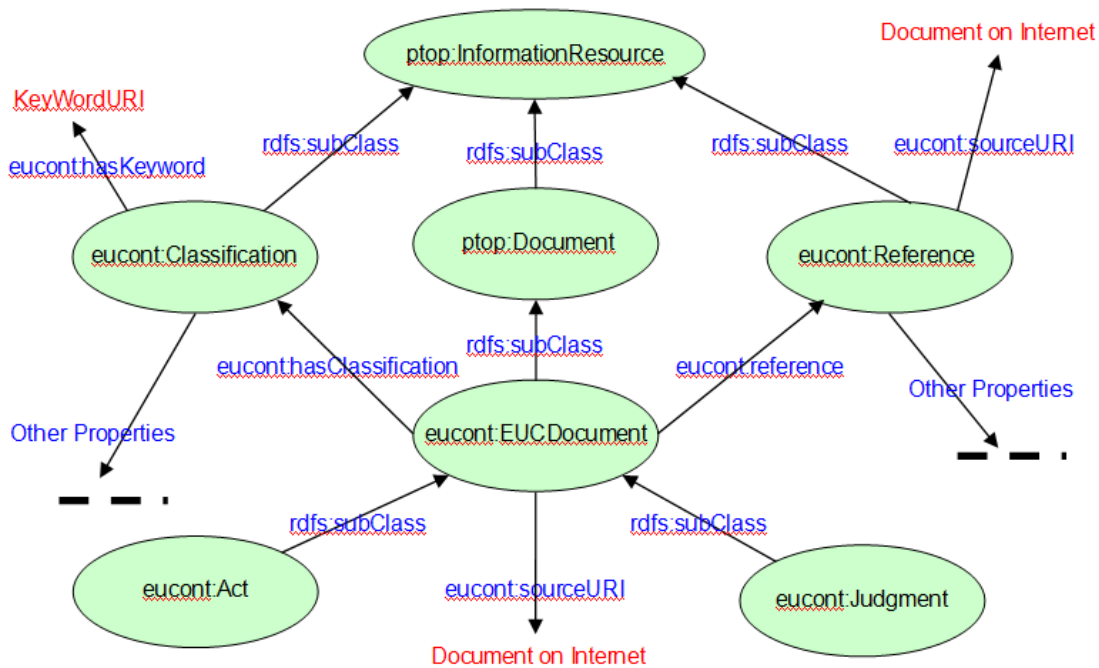 Document on Internet
ptop:InformationResource
KeyWordURI
rdfs:subClass
rdfs:subClass
rdfs:subClass
eucont:sourceURI
eucont:hasKeyword
eucont:Classification
ptop:Document
eucont:Reference
rdfs:subClass
eucont:hasClassification
eucont:reference
Other Properties
Other Properties
eucont:EUCDocument
rdfs:subClass
rdfs:subClass
eucont:Act
eucont:sourceURI
eucont:Judgment
Document on Internet